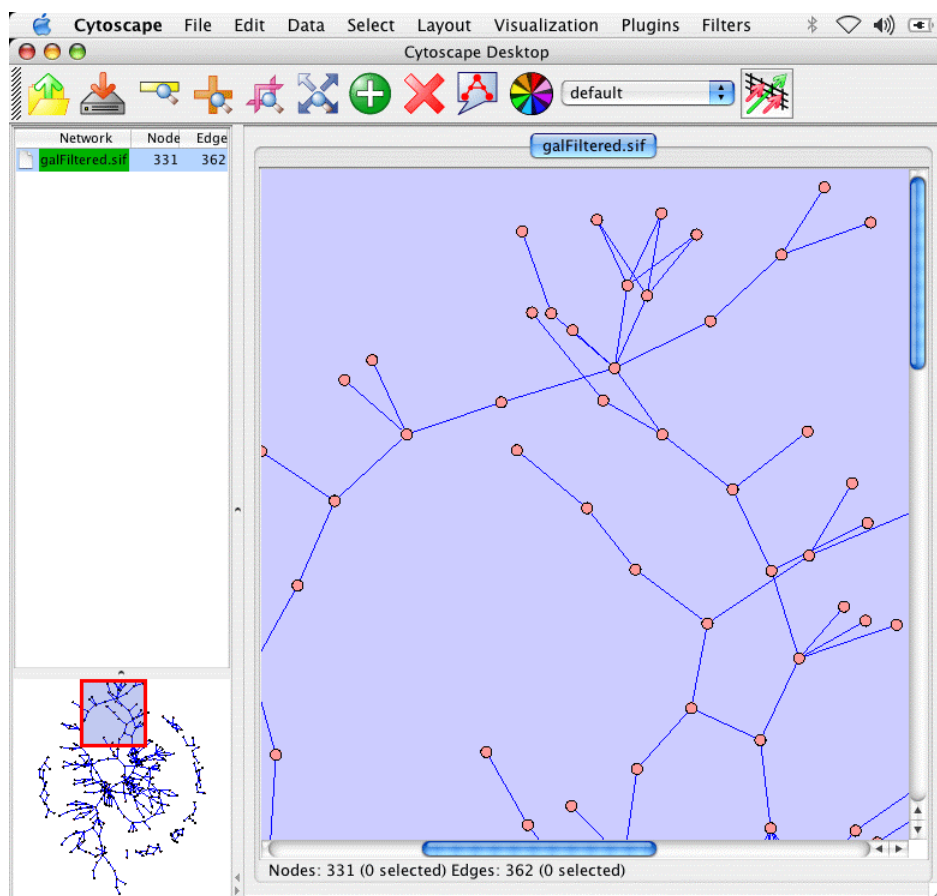 Cytoscape File Edit Data Select Layout Visualization Plugins Filters
Cytoscape Desktop
default
Network Node Edge
galFiltered.sif 331 362
galFiltered.sif
Nodes: 331 (0 selected) Edges: 362 (0 selected)